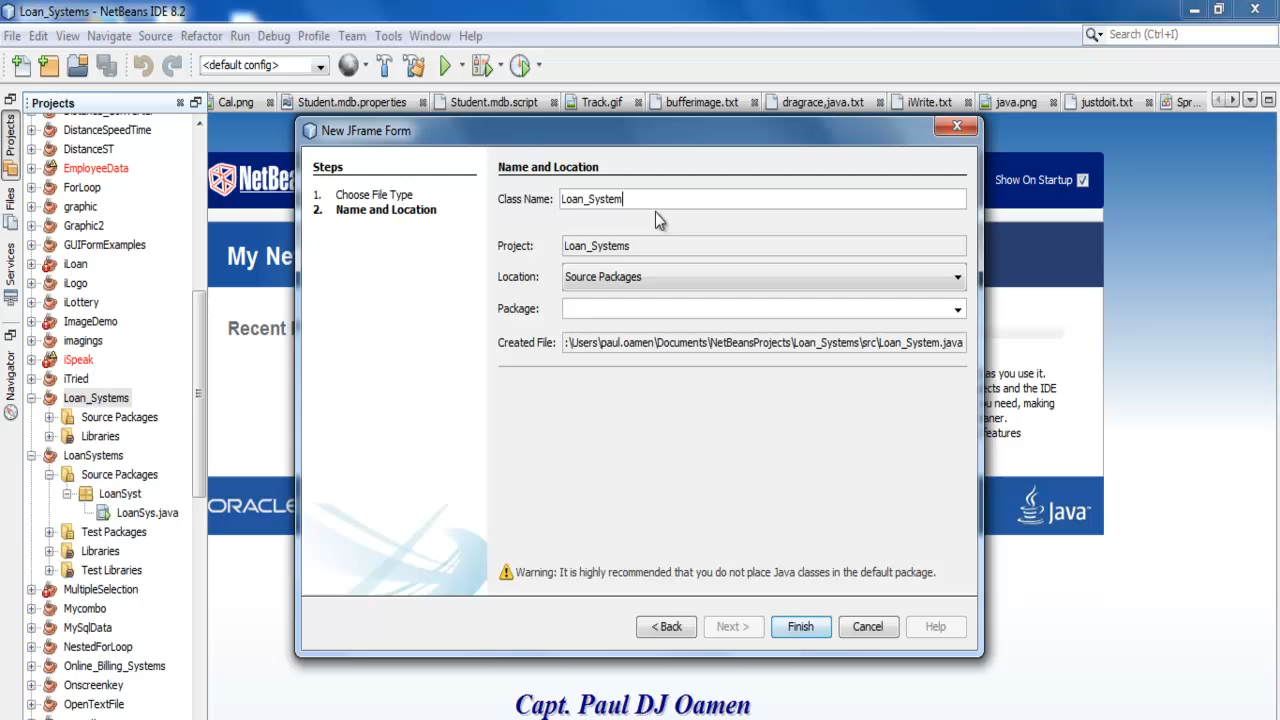 Loan_Systems - NetBeans IDE 8.2
File Edit View Navigate Source Refactor Run Debug Profile Team Tools Window Help
Search (Ctrl+I)
<default config>
Projects
Cal.png
Student.mdb.properties
Student.mdb.script
Track.gif
bufferimage.txt
dragrace,java.txt
iWrite.txt
java.png
justdoit.txt
Spr...
Projects
Files
Services
Navigator
DistanceSpeedTime
DistanceST
EmployeeData
ForLoop
graphic
Graphic2
GUIFormExamples
iLoan
iLogo
iLottery
ImageDemo
imagings
iSpeak
iTried
Loan_Systems
Source Packages
Libraries
LoanSystems
Source Packages
LoanSyst
LoanSys.java
Test Packages
Libraries
Test Libraries
MultipleSelection
Mycombo
MySqlData
NestedForLoop
Online_Billing_Systems
Onscreenkey
OpenTextFile
Show On Startup
My Ne
Recent
New JFrame Form
Steps
1. Choose File Type
2. Name and Location
Name and Location
Class Name: Loan_System
Project: Loan_Systems
Location: Source Packages
Package:
Created File: :\Users\paul.oamen\Documents\NetBeansProjects\Loan_Systems\src\Loan_System.java
Warning: It is highly recommended that you do not place Java classes in the default package.
< Back
Next >
Finish
Cancel
Help
as you use it.
ects and the IDE
u need, making
aner.
features
ORACLE
Java
Capt. Paul DJ Oamen